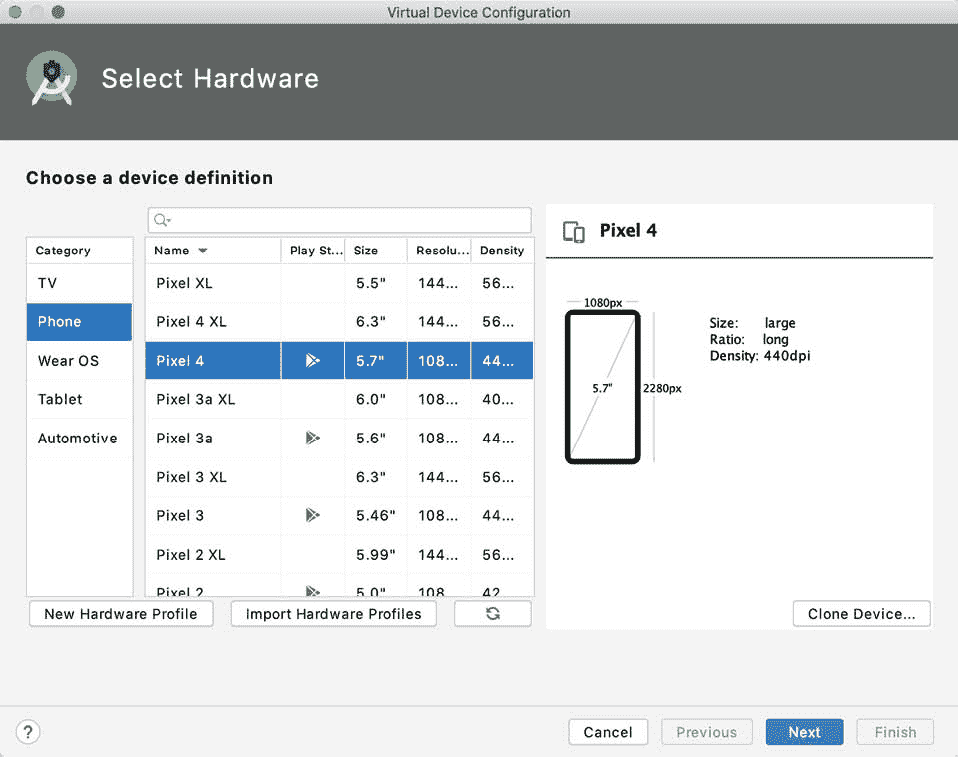 Virtual Device Configuration
Select Hardware
Choose a device definition
Category
TV
Phone
Wear OS
Tablet
Automotive
Name Play St... Size Resolu... Density
Pixel XL 5.5" 144... 56...
Pixel 4 XL 6.3" 144... 56...
Pixel 4 5.7" 108... 44...
Pixel 3a XL 6.0" 108... 40...
Pixel 3a 5.6" 108... 44...
Pixel 3 XL 6.3" 144... 56...
Pixel 3 5.46" 108... 44...
Pixel 2 XL 5.99" 144... 56...
Pixel 2 5.0" 108 42
New Hardware Profile Import Hardware Profiles
Pixel 4
1080px
5.7"
2280px
Size: large
Ratio: long
Density: 440dpi
Clone Device...
? Cancel Previous Next Finish